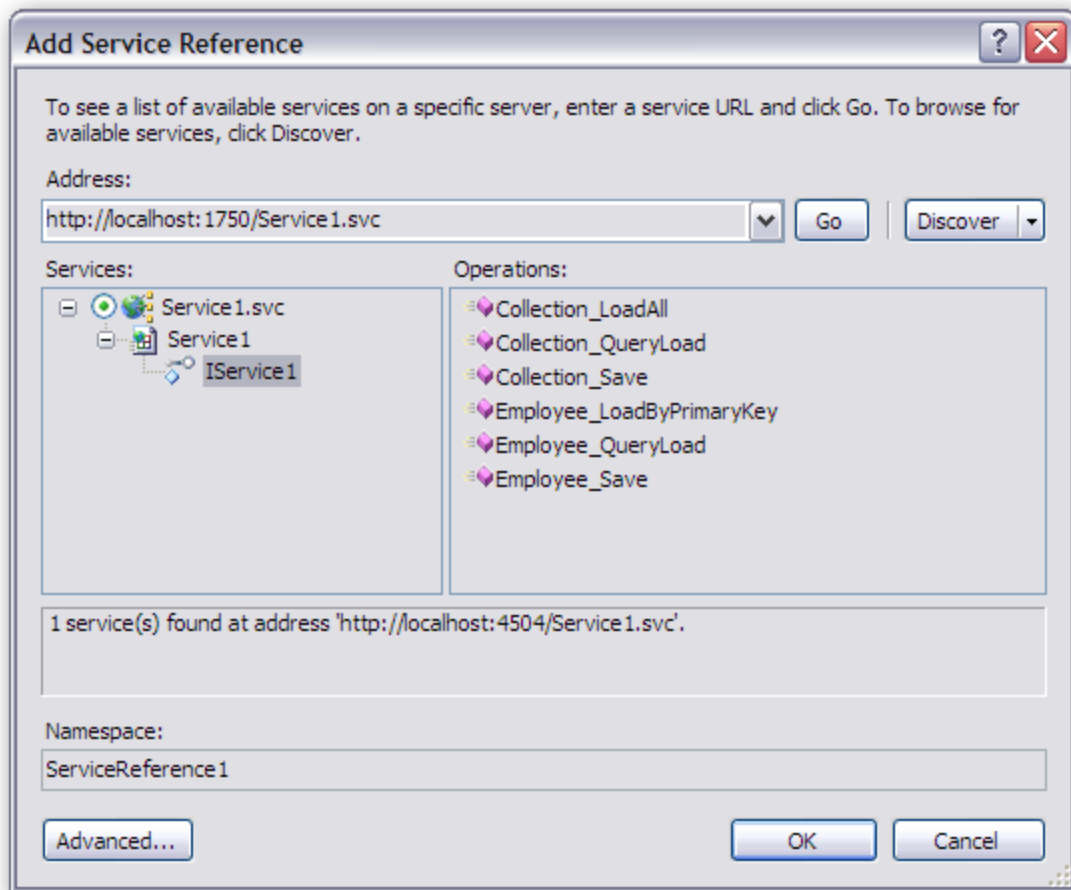 Add Service Reference
?
To see a list of available services on a specific server, enter a service URL and click Go. To browse for
available services, click Discover.
Address:
http://localhost:1750/Service1.svc
Go
Discover
Services:
Operations:
Service1.svc
Service1
IService1
Collection_LoadAll
Collection_QueryLoad
Collection_Save
Employee_LoadByPrimaryKey
Employee_QueryLoad
Employee_Save
1 service(s) found at address 'http://localhost:4504/Service1.svc'.
Namespace:
ServiceReference1
Advanced...
OK
Cancel